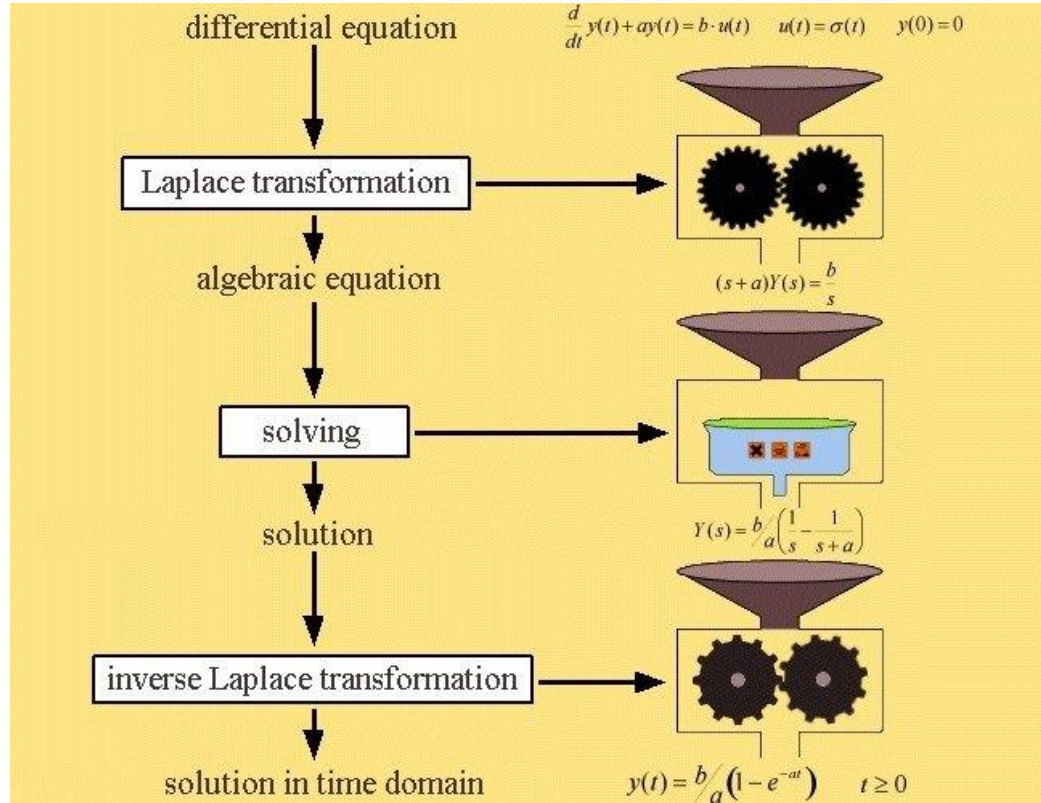 differential equation
d/dt y(t) + ay(t) = b · u(t)    u(t) = σ(t)    y(0) = 0
Laplace transformation
algebraic equation
(s + a)Y(s) = b/s
solving
solution
Y(s) = b/a(1/s − 1/(s + a))
inverse Laplace transformation
solution in time domain
y(t) = b/a(1 − e^{−at})    t ≥ 0